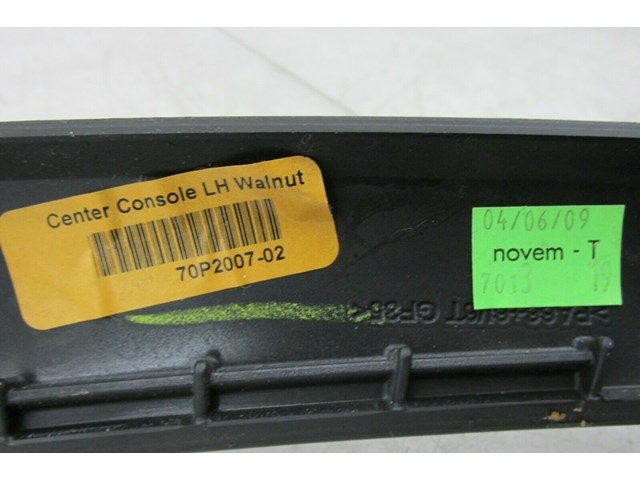 Center Console LH Walnut
70P2007-02
04/06/09
novem - T
7013 19